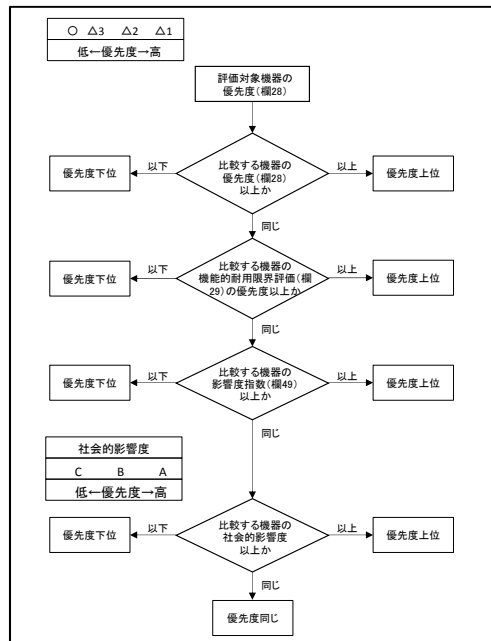 ○ △3 △2 △1
低←優先度→高
評価対象機器の
優先度(欄28)
比較する機器の
優先度(欄28)
以上か
以下
以上
優先度下位
優先度上位
同じ
比較する機器の
機能的耐用限界評価(欄
29)の優先度以上か
以下
以上
優先度下位
優先度上位
同じ
比較する機器の
影響度指数(欄49)
以上か
以下
以上
優先度下位
優先度上位
同じ
社会的影響度
C B A
低←優先度→高
比較する機器の
社会的影響度
以上か
以下
以上
優先度下位
優先度上位
同じ
優先度同じ